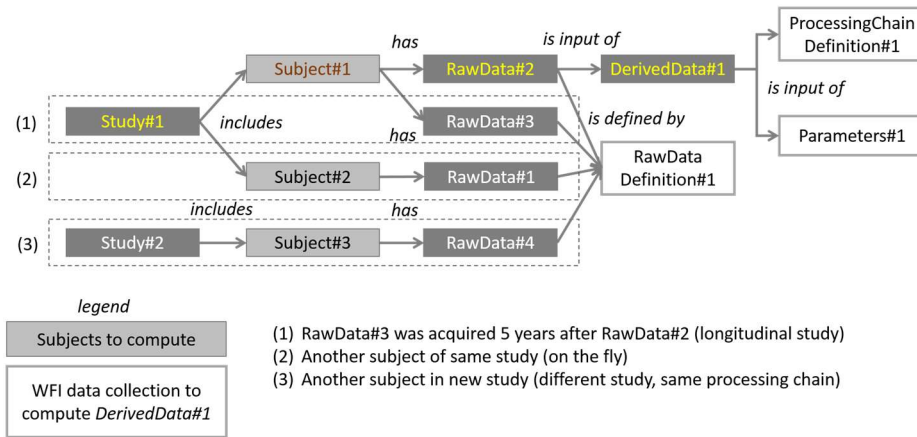 ProcessingChain
Definition#1
has
is input of
Subject#1
RawData#2
DerivedData#1
is input of
(1)
Study#1
includes
has
RawData#3
is defined by
Parameters#1
(2)
Subject#2
RawData#1
RawData
Definition#1
includes
has
(3)
Study#2
Subject#3
RawData#4
legend
Subjects to compute
WFI data collection to
compute DerivedData#1
(1) RawData#3 was acquired 5 years after RawData#2 (longitudinal study)
(2) Another subject of same study (on the fly)
(3) Another subject in new study (different study, same processing chain)